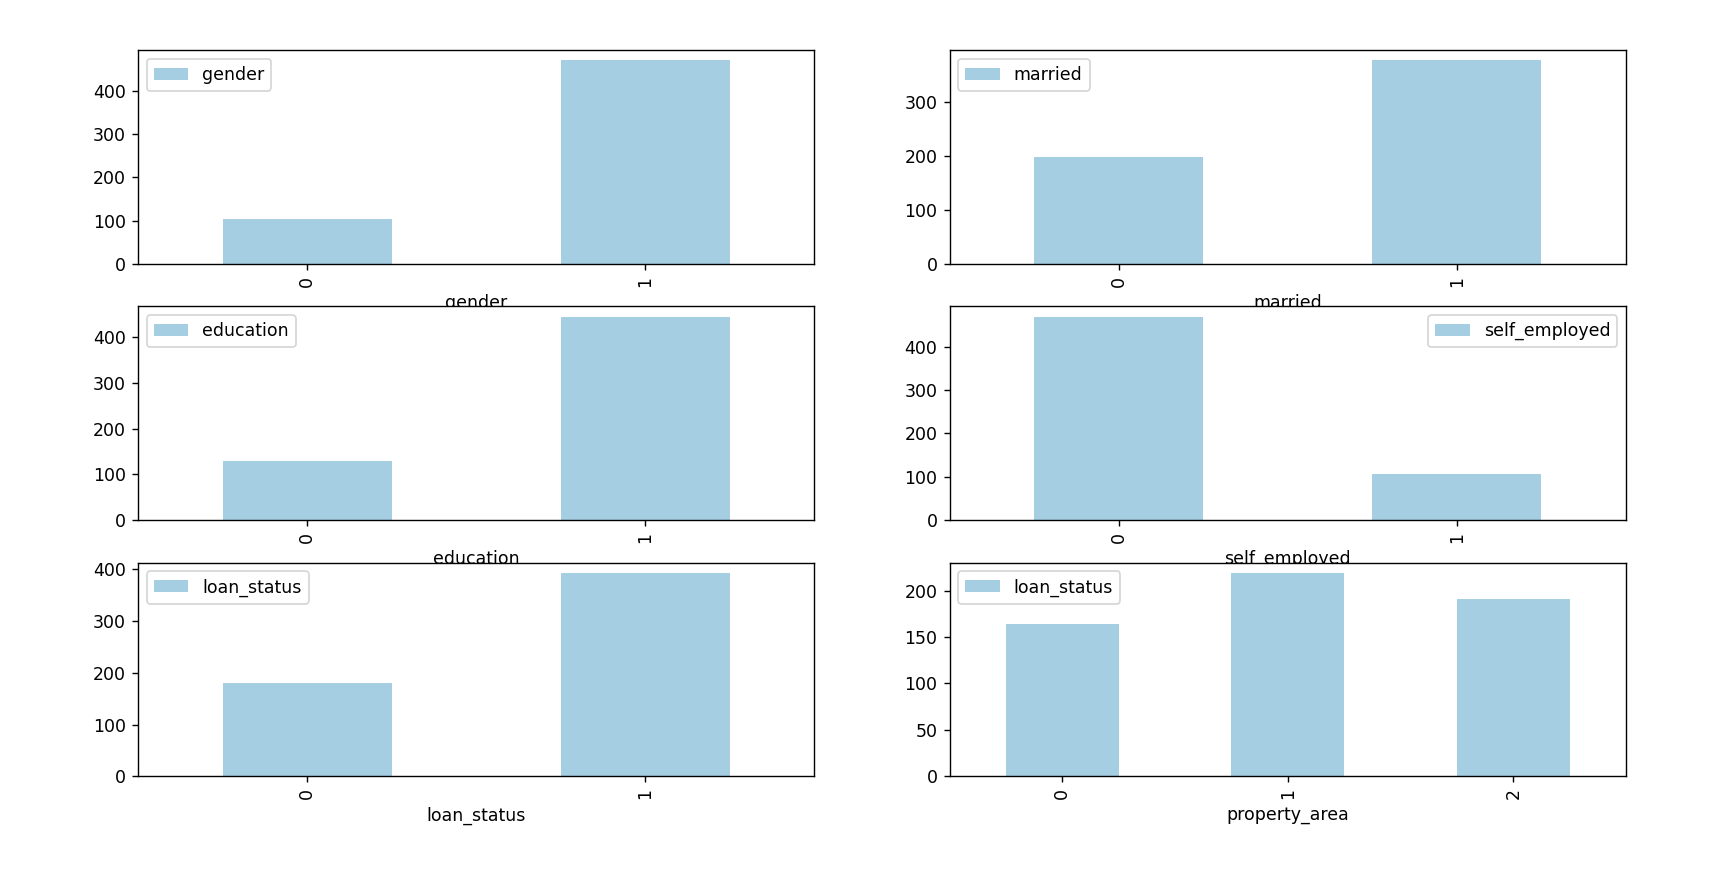 gender
400
300
200
100
0
0 1
gender
married
300
200
100
0
0 1
married
education
400
300
200
100
0
0 1
education
self_employed
400
300
200
100
0
0 1
self_employed
loan_status
400
300
200
100
0
0 1
loan_status
loan_status
200
150
100
50
0
0 1 2
property_area